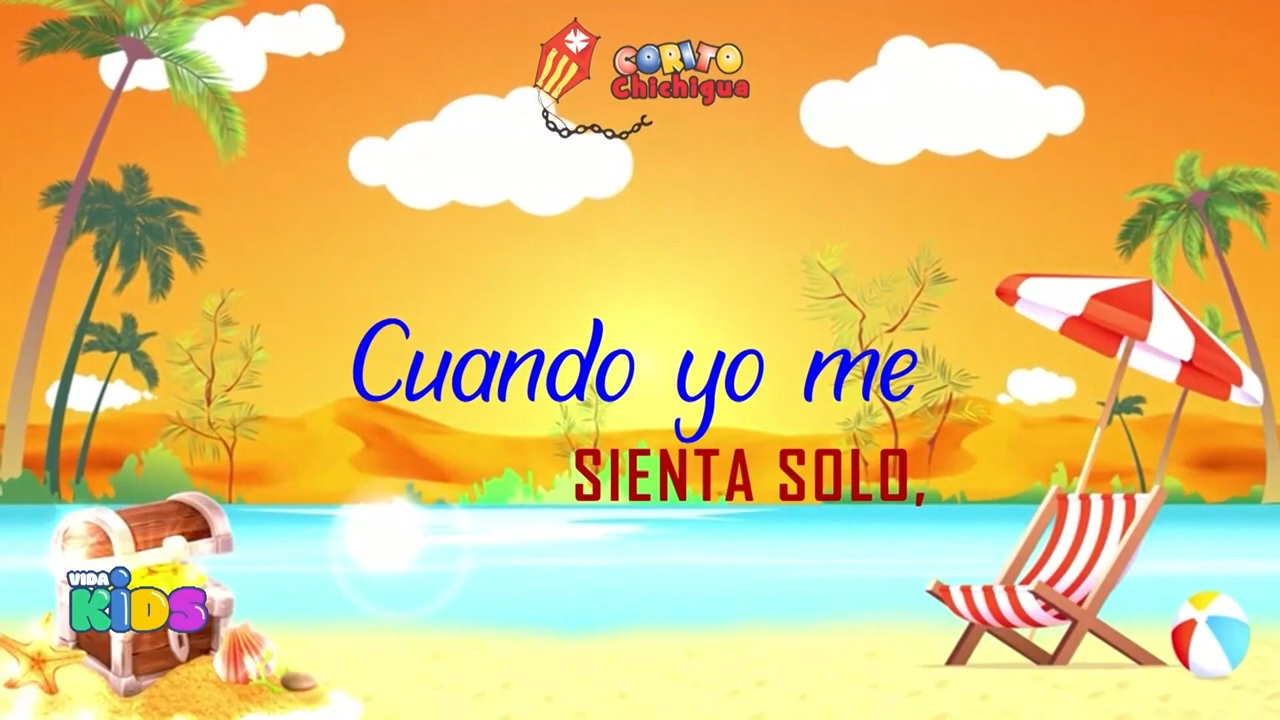 CORITO
Chichigua
Cuando yo me
SIENTA SOLO,
VIDA
KIDS